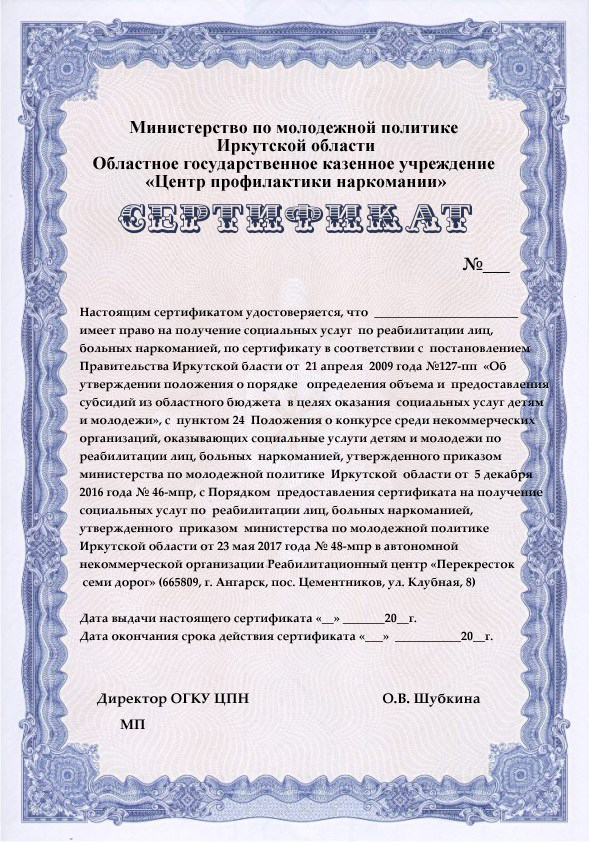 Министерство по молодежной политике
Иркутской области
Областное государственное казенное учреждение
«Центр профилактики наркомании»
СЕРТИФИКАТ
№___
Настоящим сертификатом удостоверяется, что ________________________
имеет право на получение социальных услуг по реабилитации лиц,
больных наркоманией, по сертификату в соответствии с постановлением
Правительства Иркутской бласти от 21 апреля 2009 года №127-пп «Об
утверждении положения о порядке определения объема и предоставления
субсидий из областного бюджета в целях оказания социальных услуг детям
и молодежи», с пунктом 24 Положения о конкурсе среди некоммерческих
организаций, оказывающих социальные услуги детям и молодежи по
реабилитации лиц, больных наркоманией, утвержденного приказом
министерства по молодежной политике Иркутской области от 5 декабря
2016 года № 46-мпр, с Порядком предоставления сертификата на получение
социальных услуг по реабилитации лиц, больных наркоманией,
утвержденного приказом министерства по молодежной политике
Иркутской области от 23 мая 2017 года № 48-мпр в автономной
некоммерческой организации Реабилитационный центр «Перекресток
семи дорог» (665809, г. Ангарск, пос. Цементников, ул. Клубная, 8)
Дата выдачи настоящего сертификата «__» _______20__г.
Дата окончания срока действия сертификата «___» ___________20__г.
Директор ОГКУ ЦПН О.В. Шубкина
МП